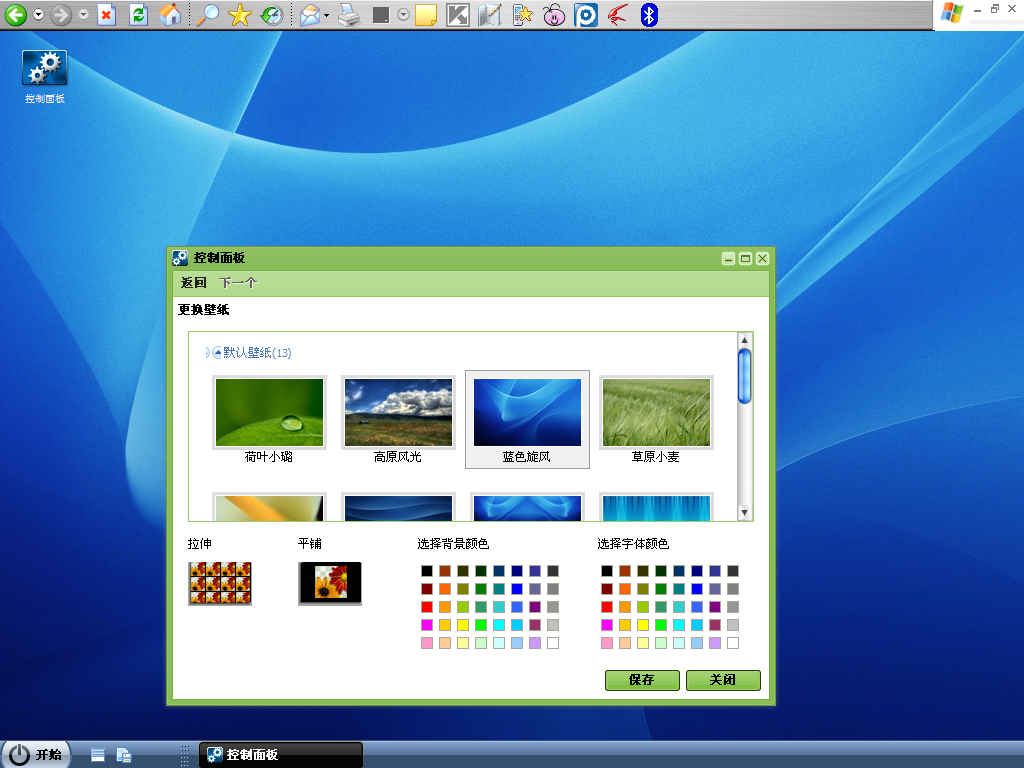 控制面板
控制面板
返回 下一个
更换壁纸
默认壁纸(13)
荷叶小璐
高原风光
蓝色旋风
草原小麦
拉伸
平铺
选择背景颜色
选择字体颜色
保存
关闭
开始
控制面板